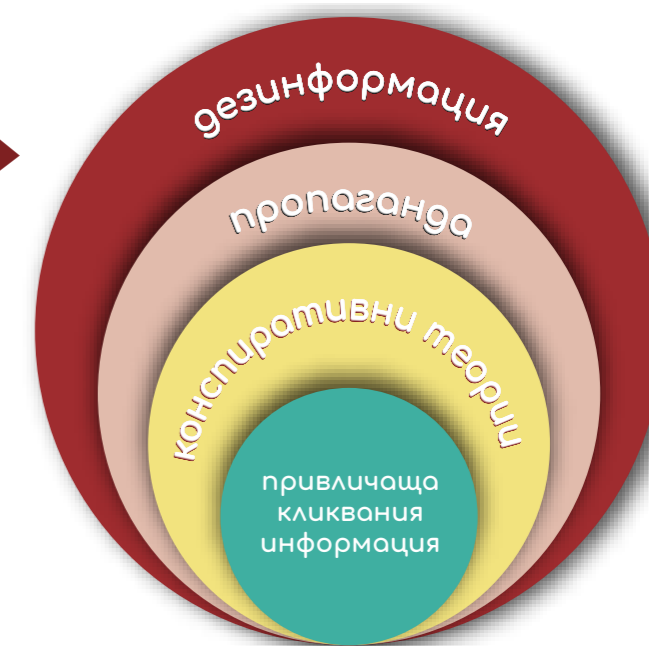 дезинформация
пропаганда
конспиративни теории
привличаща
кликвания
информация